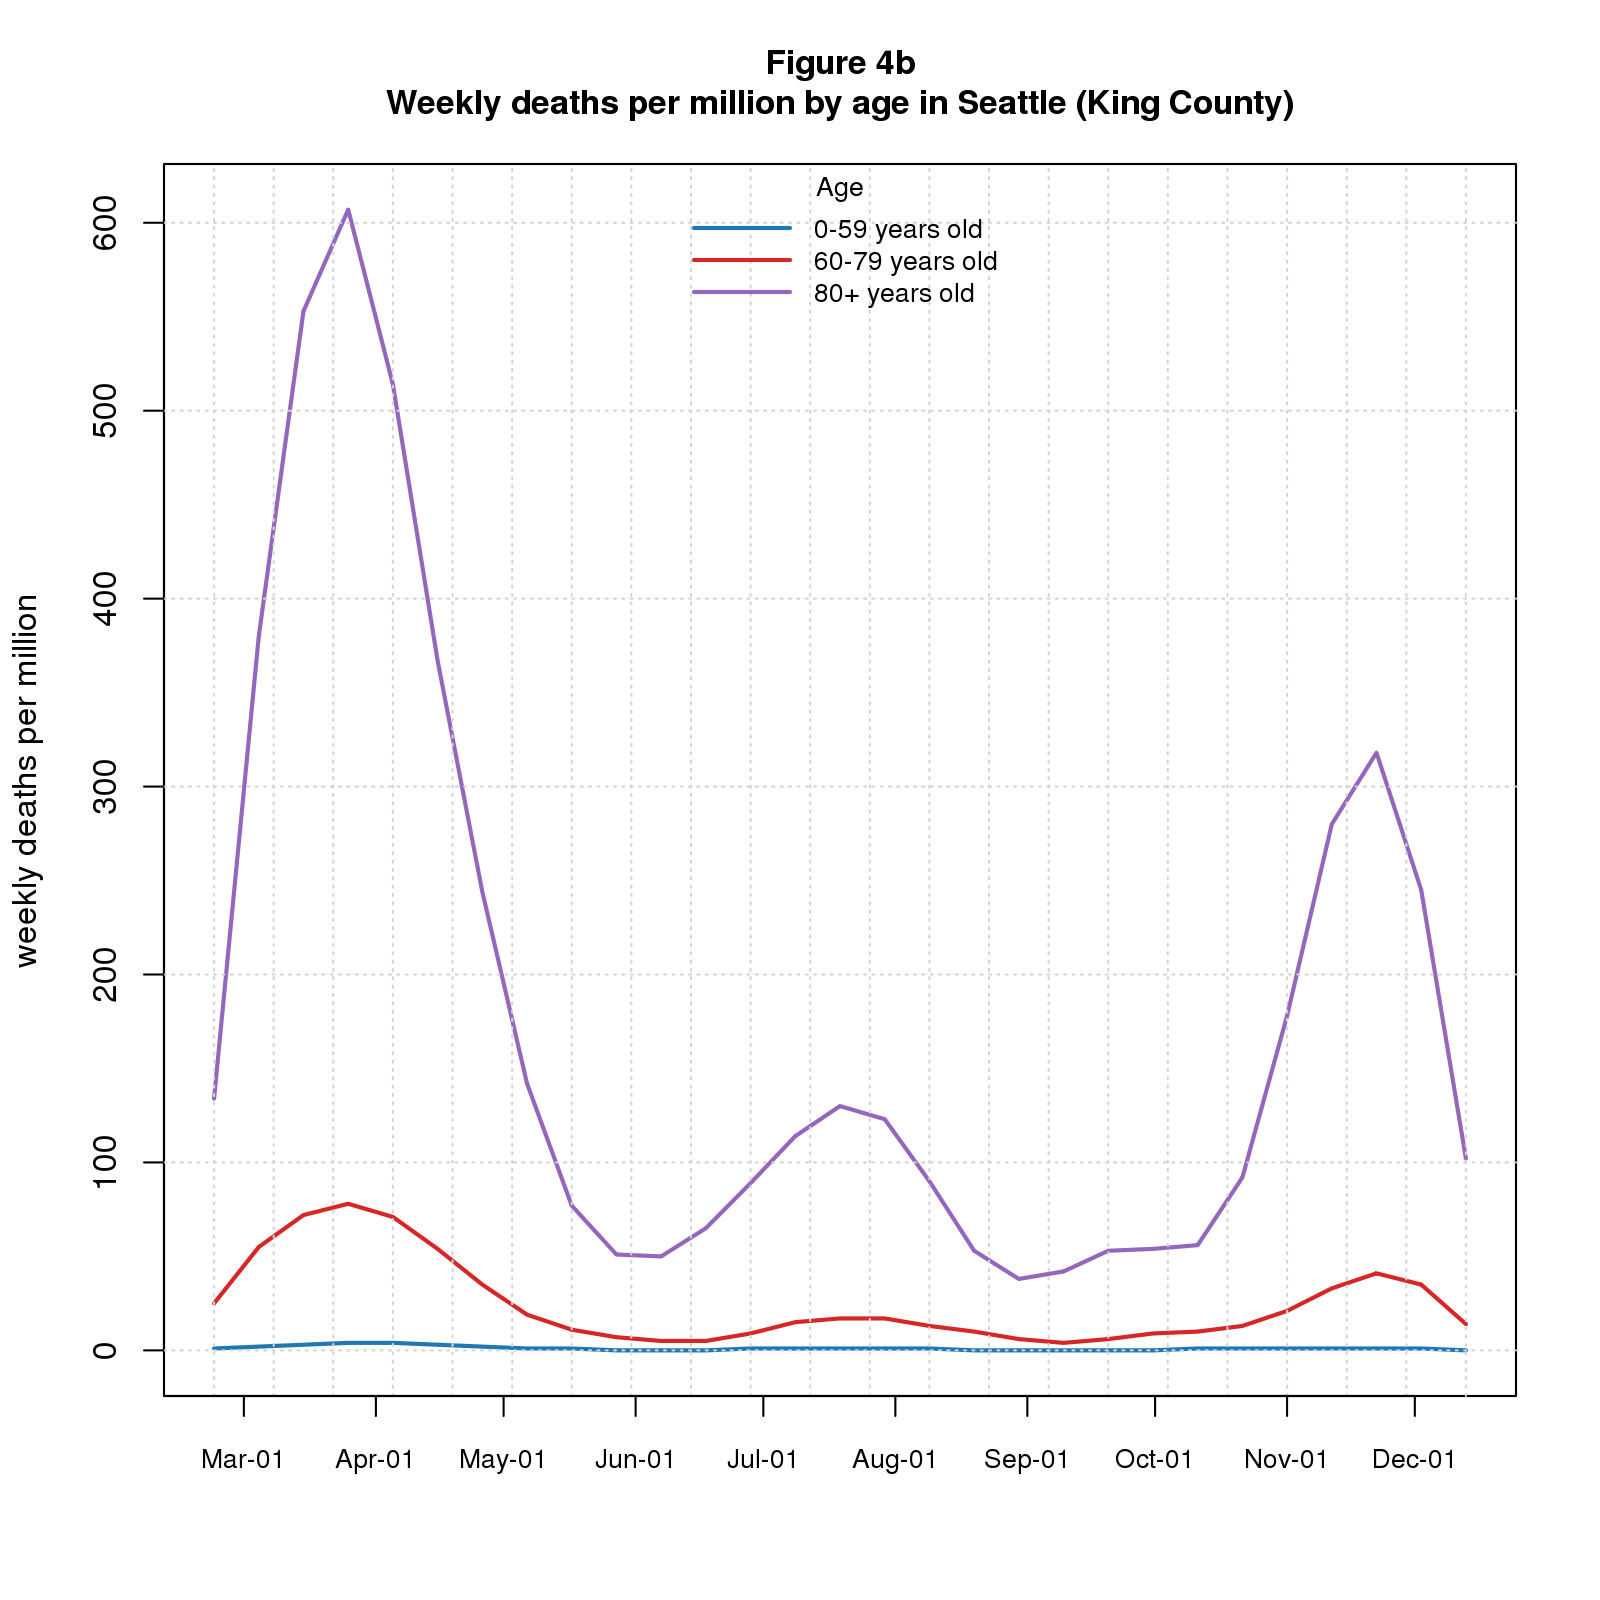 Figure 4b
Weekly deaths per million by age in Seattle (King County)
Age
0-59 years old
60-79 years old
80+ years old
weekly deaths per million
600
500
400
300
200
100
0
Mar-01 Apr-01 May-01 Jun-01 Jul-01 Aug-01 Sep-01 Oct-01 Nov-01 Dec-01